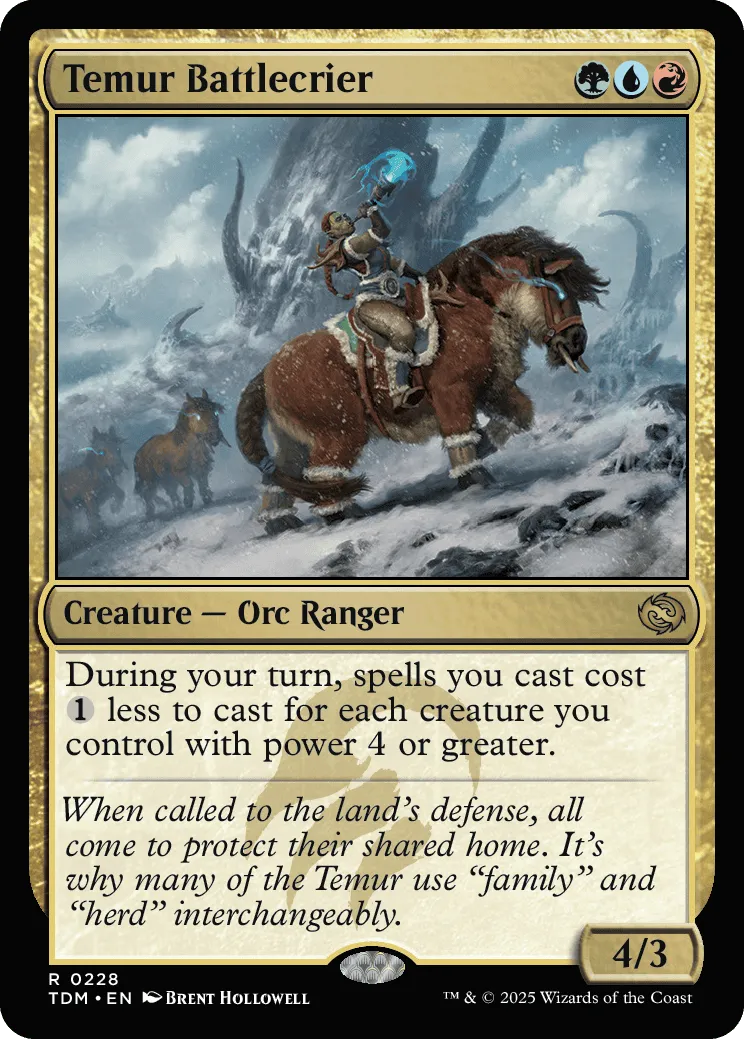 Temur Battlecrier
Creature — Orc Ranger
During your turn, spells you cast cost
1 less to cast for each creature you
control with power 4 or greater.
When called to the land's defense, all
come to protect their shared home. It's
why many of the Temur use “family” and
“herd” interchangeably.
4/3
R 0228
TDM • EN Brent Hollowell
™ & © 2025 Wizards of the Coast